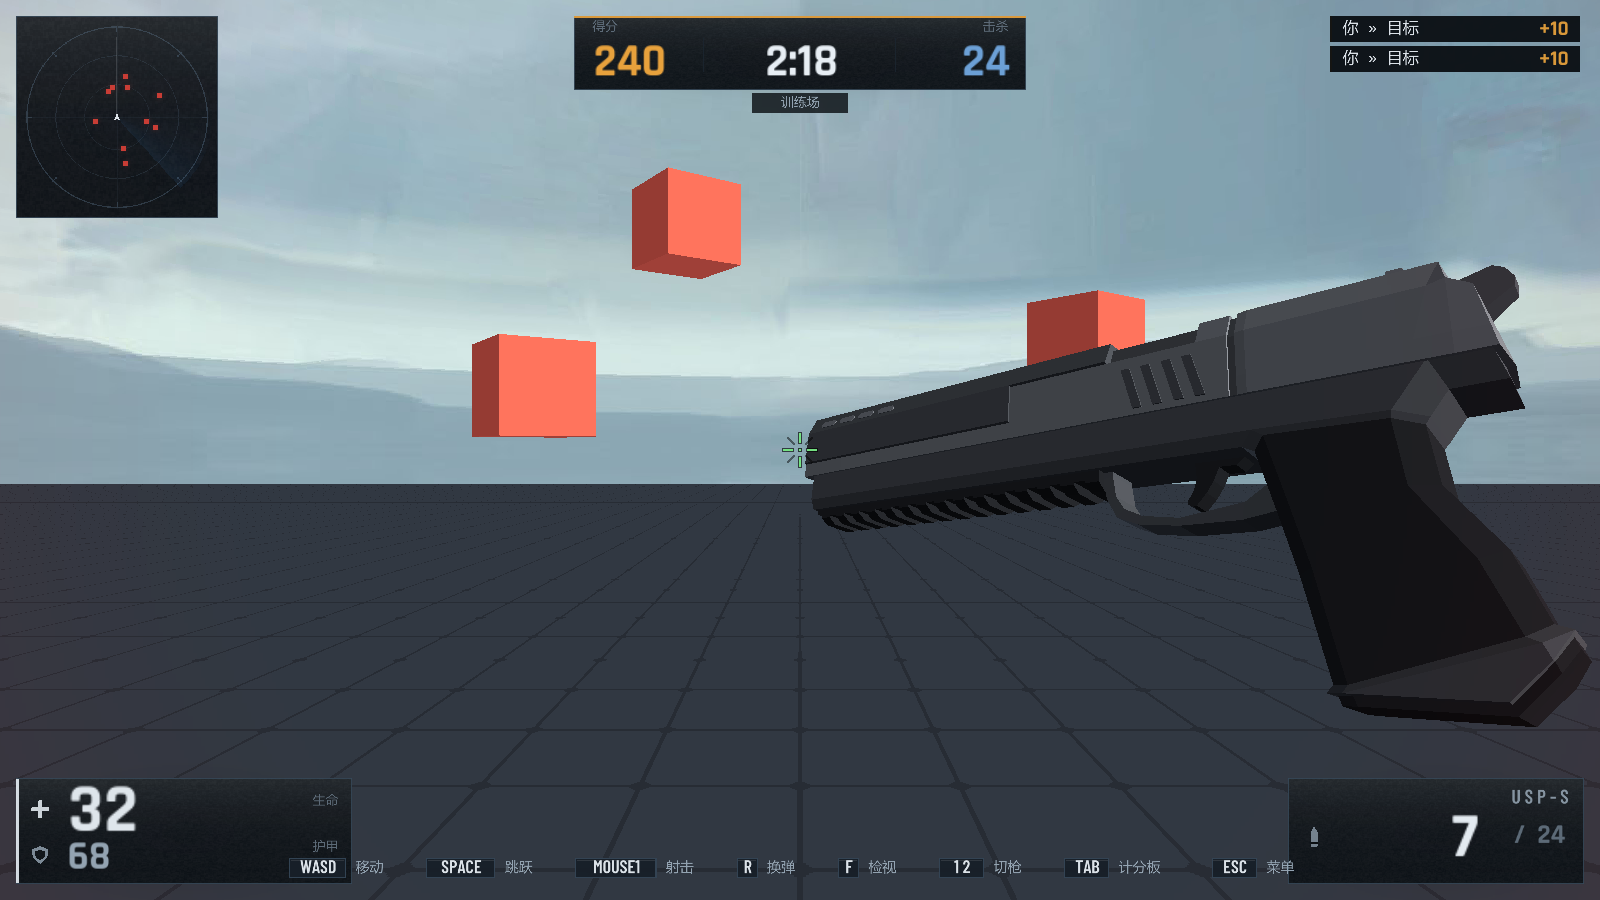 得分 击杀
240 2:18 24
训练场
你 » 目标 +10
你 » 目标 +10
32 生命
68 护甲
USP-S
7 / 24
WASD 移动 SPACE 跳跃 MOUSE1 射击 R 换弹 F 检视 1 2 切枪 TAB 计分板 ESC 菜单